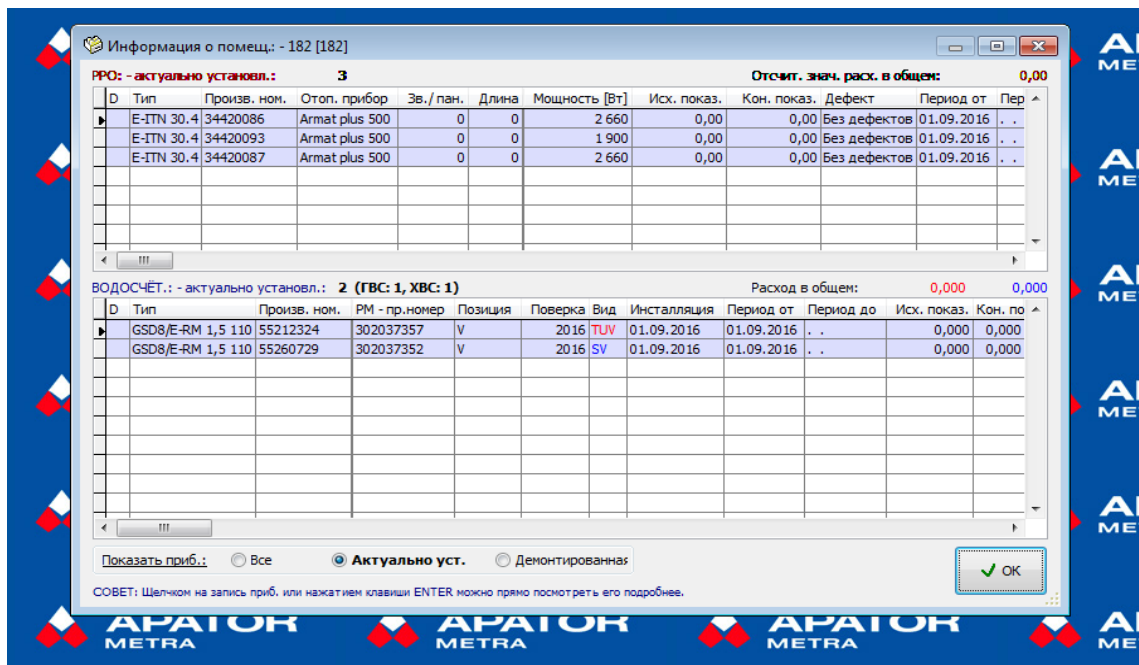 Информация о помещ.: - 182 [182]
РРО: - актуально установл.: 3 Отсчит. знач. расх. в общем: 0,00
D Тип Произв. ном. Отоп. прибор Зв./ пан. Длина Мощность [Вт] Исх. показ. Кон. показ. Дефект Период от Пер
E-ITN 30.4 34420086 Armat plus 500 0 0 2 660 0,00 0,00 Без дефектов 01.09.2016 . .
E-ITN 30.4 34420093 Armat plus 500 0 0 1 900 0,00 0,00 Без дефектов 01.09.2016 . .
E-ITN 30.4 34420087 Armat plus 500 0 0 2 660 0,00 0,00 Без дефектов 01.09.2016 . .
ВОДОСЧЁТ.: - актуально установл.: 2 (ГВС: 1, ХВС: 1) Расход в общем: 0,000 0,000
D Тип Произв. ном. РМ - пр.номер Позиция Поверка Вид Инсталляция Период от Период до Исх. показ. Кон. по
GSD8/E-RM 1,5 110 55212324 302037357 V 2016 TUV 01.09.2016 01.09.2016 . . 0,000 0,000
GSD8/E-RM 1,5 110 55260729 302037352 V 2016 SV 01.09.2016 01.09.2016 . . 0,000 0,000
Показать приб.: Все Актуально уст. Демонтированная
OK
СОВЕТ: Щелчком на запись приб. или нажатием клавиши ENTER можно прямо посмотреть его подробнее.
APATOR METRA APATOR METRA APATOR METRA